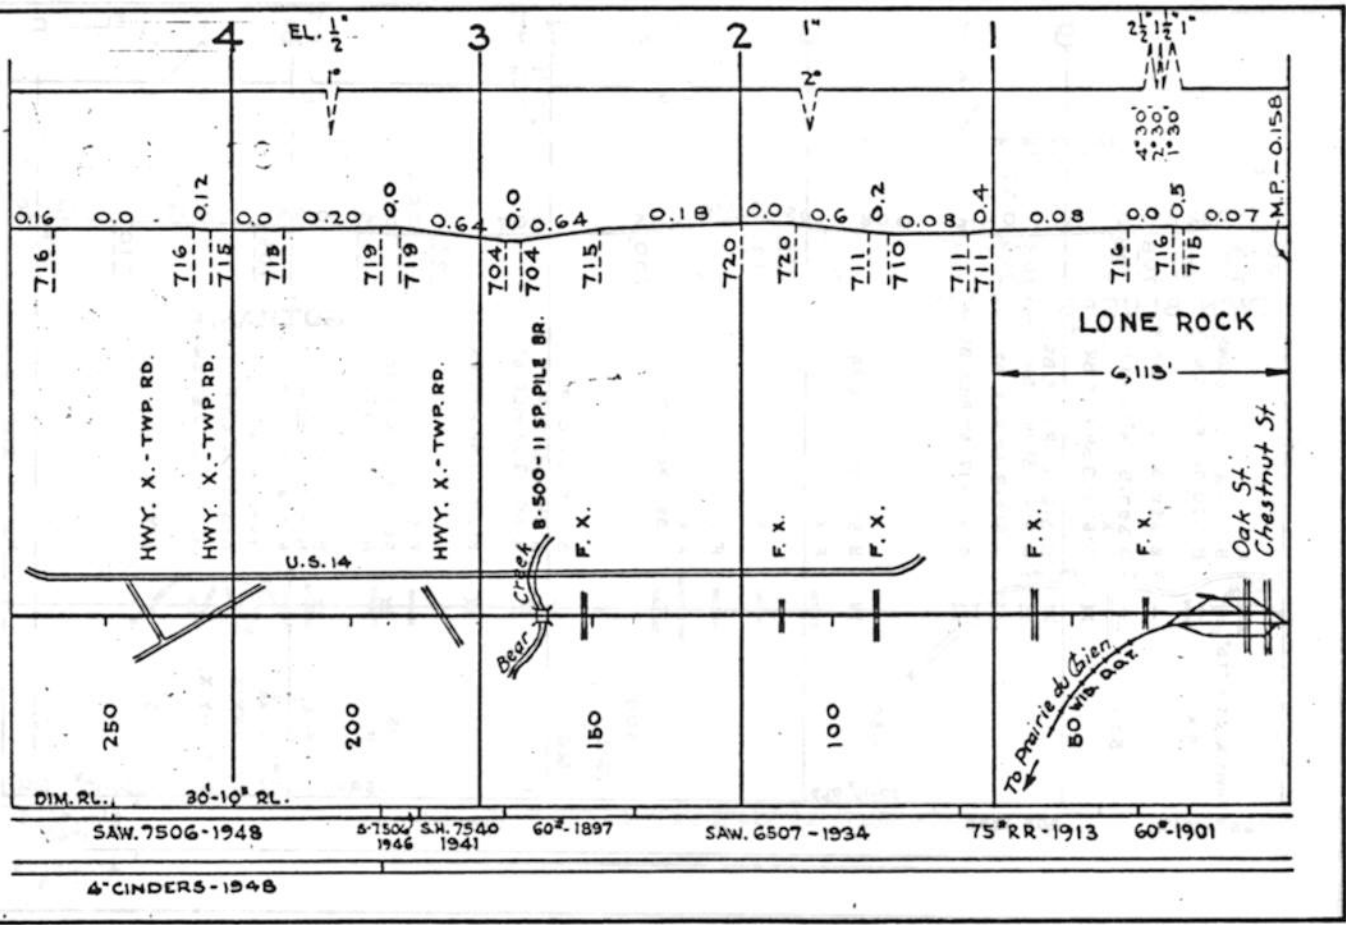 4 EL. 1/2" 3 2 1" 1 2 1/2" 1 1/2" 1"
1° 2° 4°30' 2°30' 1°30'
M.P.-0.158
0.16 0.0 0.12 0.0 0.20 0.0 0.64 0.0 0.64 0.18 0.0 0.6 0.2 0.08 0.4 0.08 0.0 0.5 0.07
716 716 715 719 719 704 704 715 720 720 711 710 711 711 716 716 715
LONE ROCK
6,113'
HWY. X.-TWP. RD.
HWY. X.-TWP. RD.
HWY. X.-TWP. RD.
B-500-11 SP. PILE BR.
F. X.
F. X.
F. X.
F. X.
F. X.
Oak St.
Chestnut St.
U.S. 14
Bear Creek
To Prairie du Chien
250 200 150 100 50
DIM. RL. 30'-10" RL.
SAW. 7506-1948
S-7506 1946
S.H. 7540 1941
60#-1897
SAW. 6507-1934
75# RR-1913
60#-1901
4" CINDERS-1948